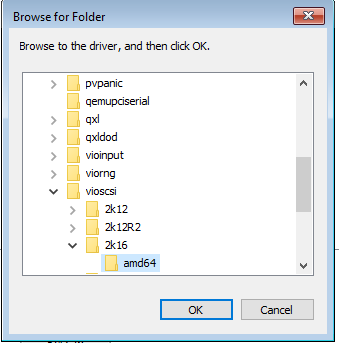 Browse for Folder
Browse to the driver, and then click OK.
pvpanic
qemupciserial
qxl
qxldod
vioinput
viorng
vioscsi
2k12
2k12R2
2k16
amd64
OK
Cancel